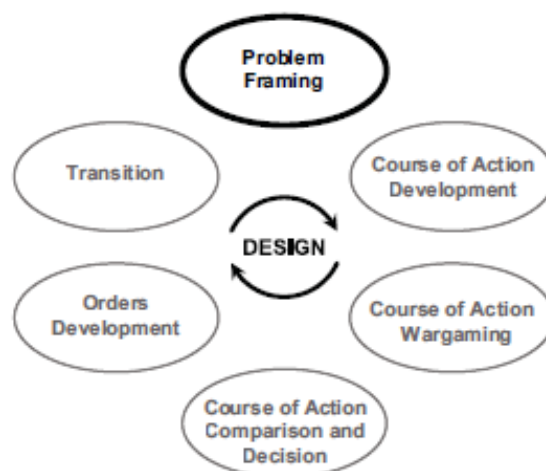 Problem
Framing
Transition
Course of Action
Development
DESIGN
Orders
Development
Course of Action
Wargaming
Course of Action
Comparison and
Decision